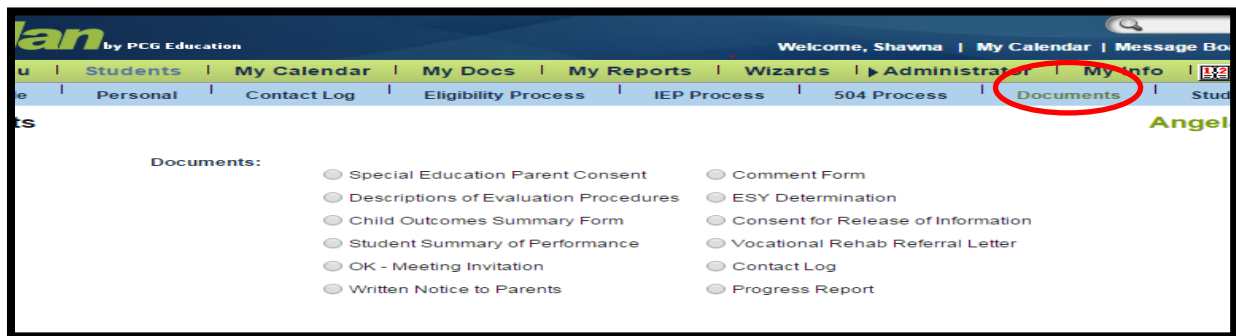 lan by PCG Education
Welcome, Shawna | My Calendar | Message Bo
u | Students | My Calendar | My Docs | My Reports | Wizards | ▶Administrator | My Info |
le | Personal | Contact Log | Eligibility Process | IEP Process | 504 Process | Documents | Stud
ts Angel
Documents:
Special Education Parent Consent Comment Form
Descriptions of Evaluation Procedures ESY Determination
Child Outcomes Summary Form Consent for Release of Information
Student Summary of Performance Vocational Rehab Referral Letter
OK - Meeting Invitation Contact Log
Written Notice to Parents Progress Report